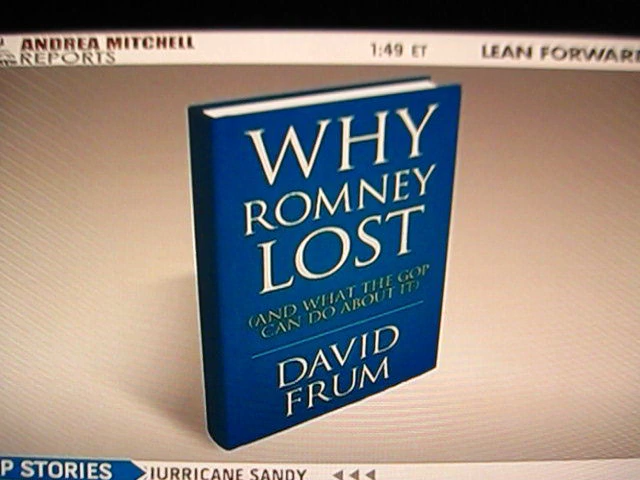 ANDREA MITCHELL
REPORTS
1:49 ET
LEAN FORWARD
WHY
ROMNEY
LOST
(AND WHAT THE GOP
CAN DO ABOUT IT)
DAVID
FRUM
P STORIES
HURRICANE SANDY